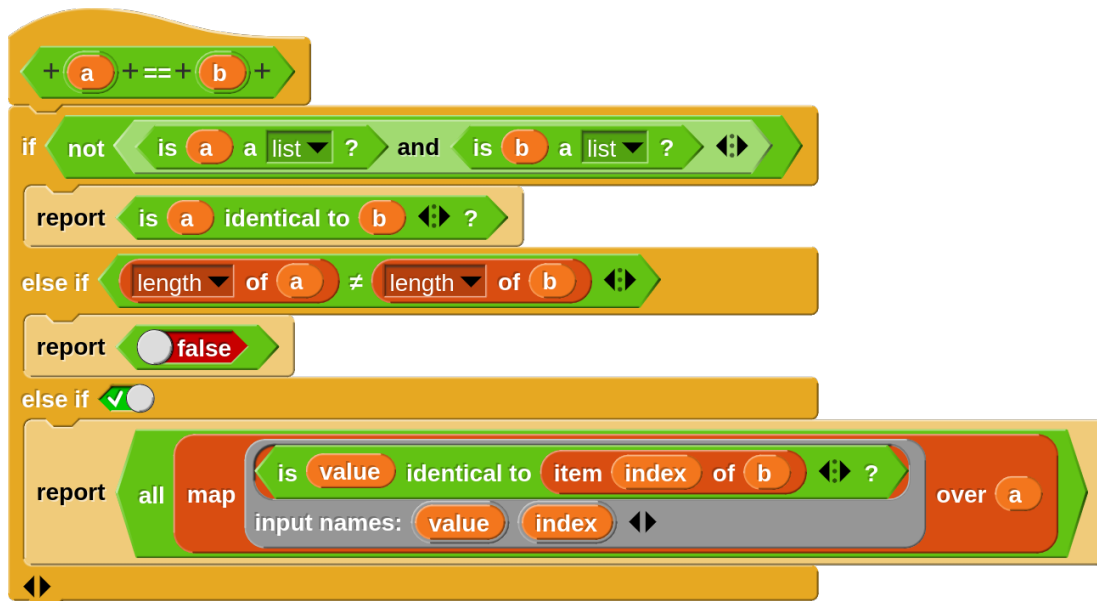 + a + == + b +
if not is a a list ? and is b a list ?
report is a identical to b ?
else if length of a ≠ length of b
report false
else if
report all map is value identical to item index of b ? over a
input names: value index